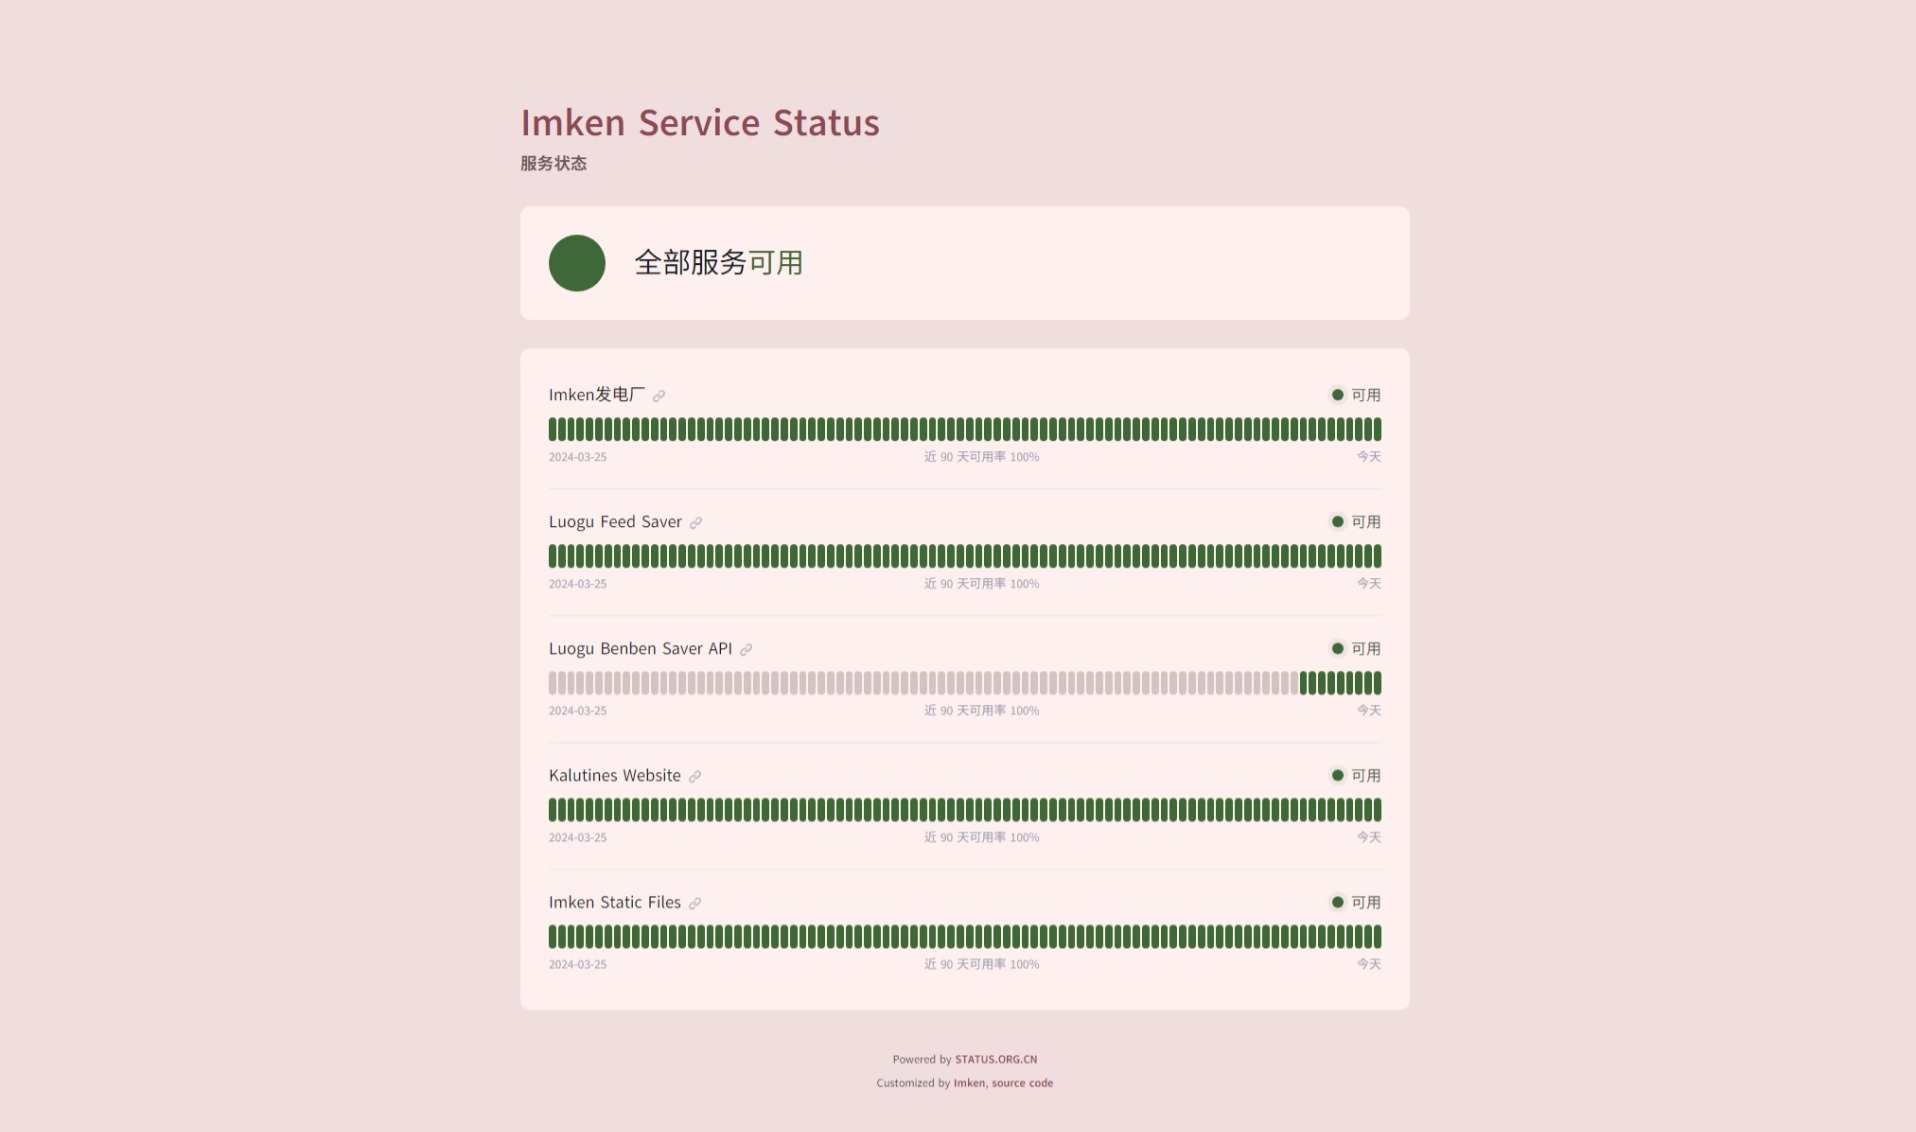 Imken Service Status
服务状态
全部服务可用
Imken发电厂
可用
2024-03-25
近 90 天可用率 100%
今天
Luogu Feed Saver
可用
2024-03-25
近 90 天可用率 100%
今天
Luogu Benben Saver API
可用
2024-03-25
近 90 天可用率 100%
今天
Kalutines Website
可用
2024-03-25
近 90 天可用率 100%
今天
Imken Static Files
可用
2024-03-25
近 90 天可用率 100%
今天
Powered by STATUS.ORG.CN
Customized by Imken, source code